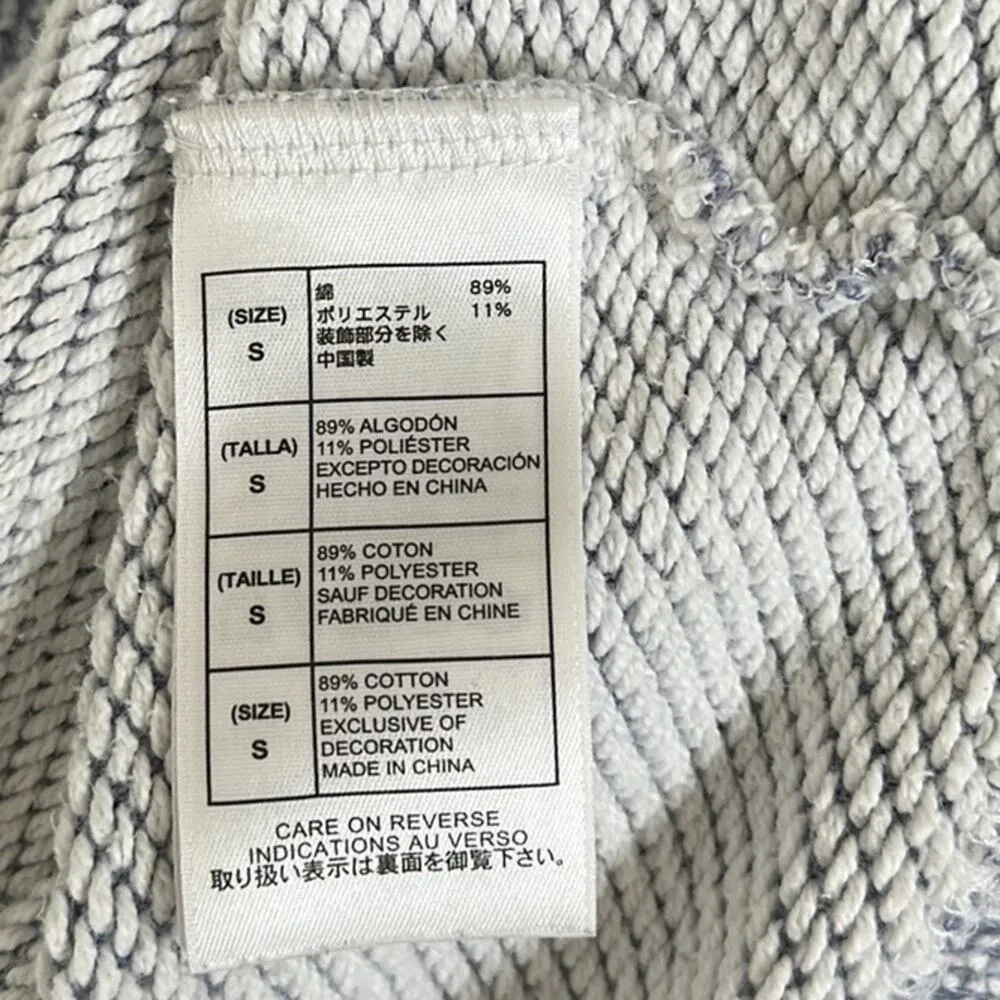 (SIZE)
S
綿 89%
ポリエステル 11%
装飾部分を除く
中国製
(TALLA)
S
89% ALGODÓN
11% POLIÉSTER
EXCEPTO DECORACIÓN
HECHO EN CHINA
(TAILLE)
S
89% COTON
11% POLYESTER
SAUF DECORATION
FABRIQUÉ EN CHINE
(SIZE)
S
89% COTTON
11% POLYESTER
EXCLUSIVE OF
DECORATION
MADE IN CHINA
CARE ON REVERSE
INDICATIONS AU VERSO
取り扱い表示は裏面を御覧下さい。